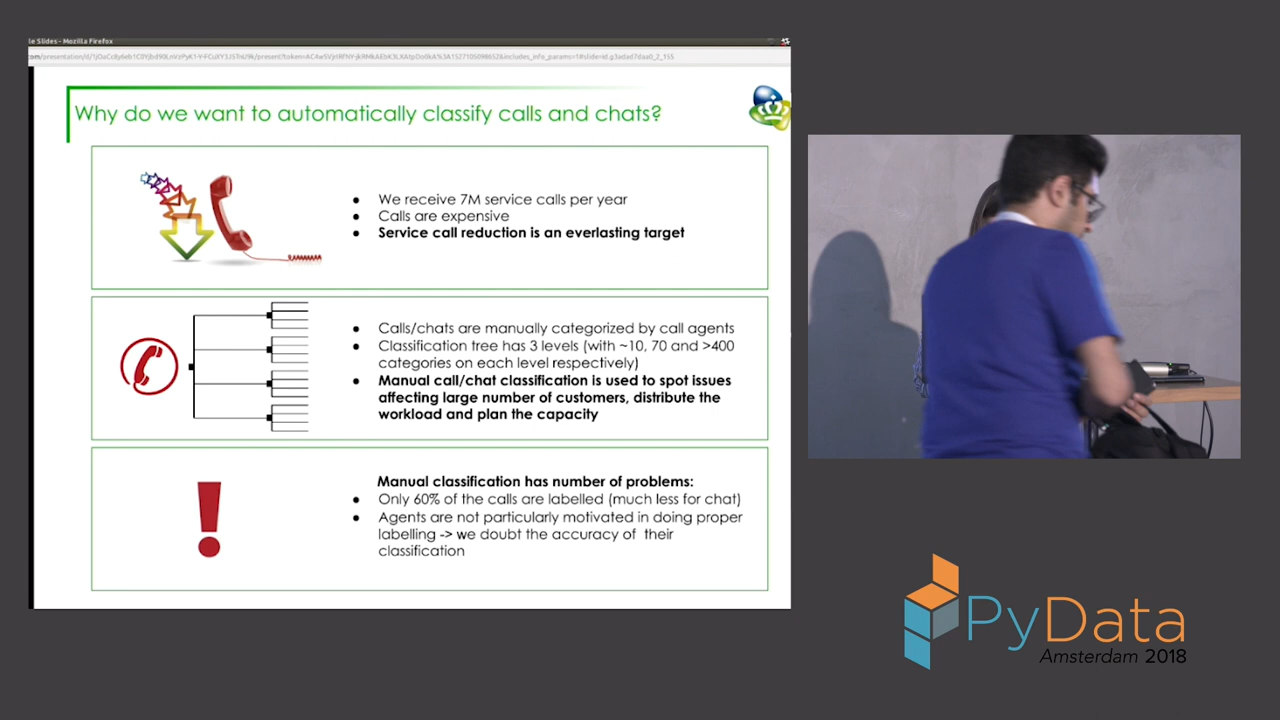 le Slides - Mozilla Firefox
Why do we want to automatically classify calls and chats?
● We receive 7M service calls per year
● Calls are expensive
● Service call reduction is an everlasting target
● Calls/chats are manually categorized by call agents
● Classification tree has 3 levels (with ~10, 70 and >400
categories on each level respectively)
● Manual call/chat classification is used to spot issues
affecting large number of customers, distribute the
workload and plan the capacity
Manual classification has number of problems:
● Only 60% of the calls are labelled (much less for chat)
● Agents are not particularly motivated in doing proper
labelling -> we doubt the accuracy of their
classification
PyData
Amsterdam 2018